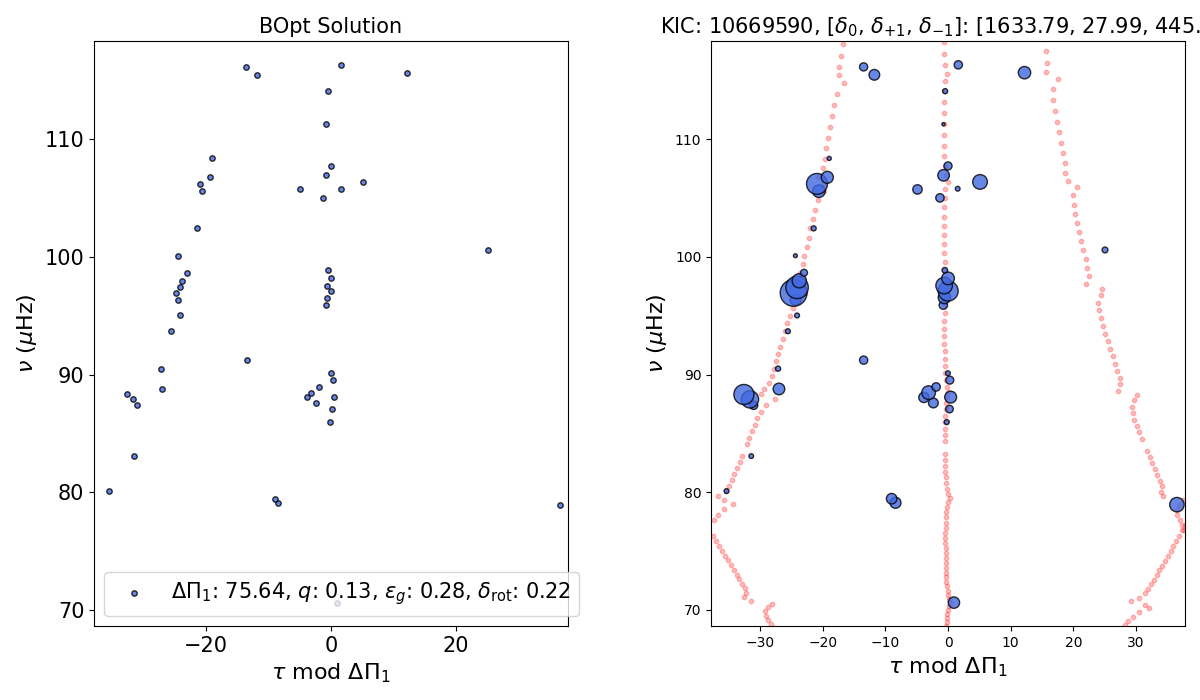 BOpt Solution
KIC: 10669590, [δ₀, δ₊₁, δ₋₁]: [1633.79, 27.99, 445.
ν (μHz)
110
100
90
80
70
ΔΠ₁: 75.64, q: 0.13, ε_g: 0.28, δ_rot: 0.22
−20
0
20
τ mod ΔΠ₁
ν (μHz)
110
100
90
80
70
−30
−20
−10
0
10
20
30
τ mod ΔΠ₁